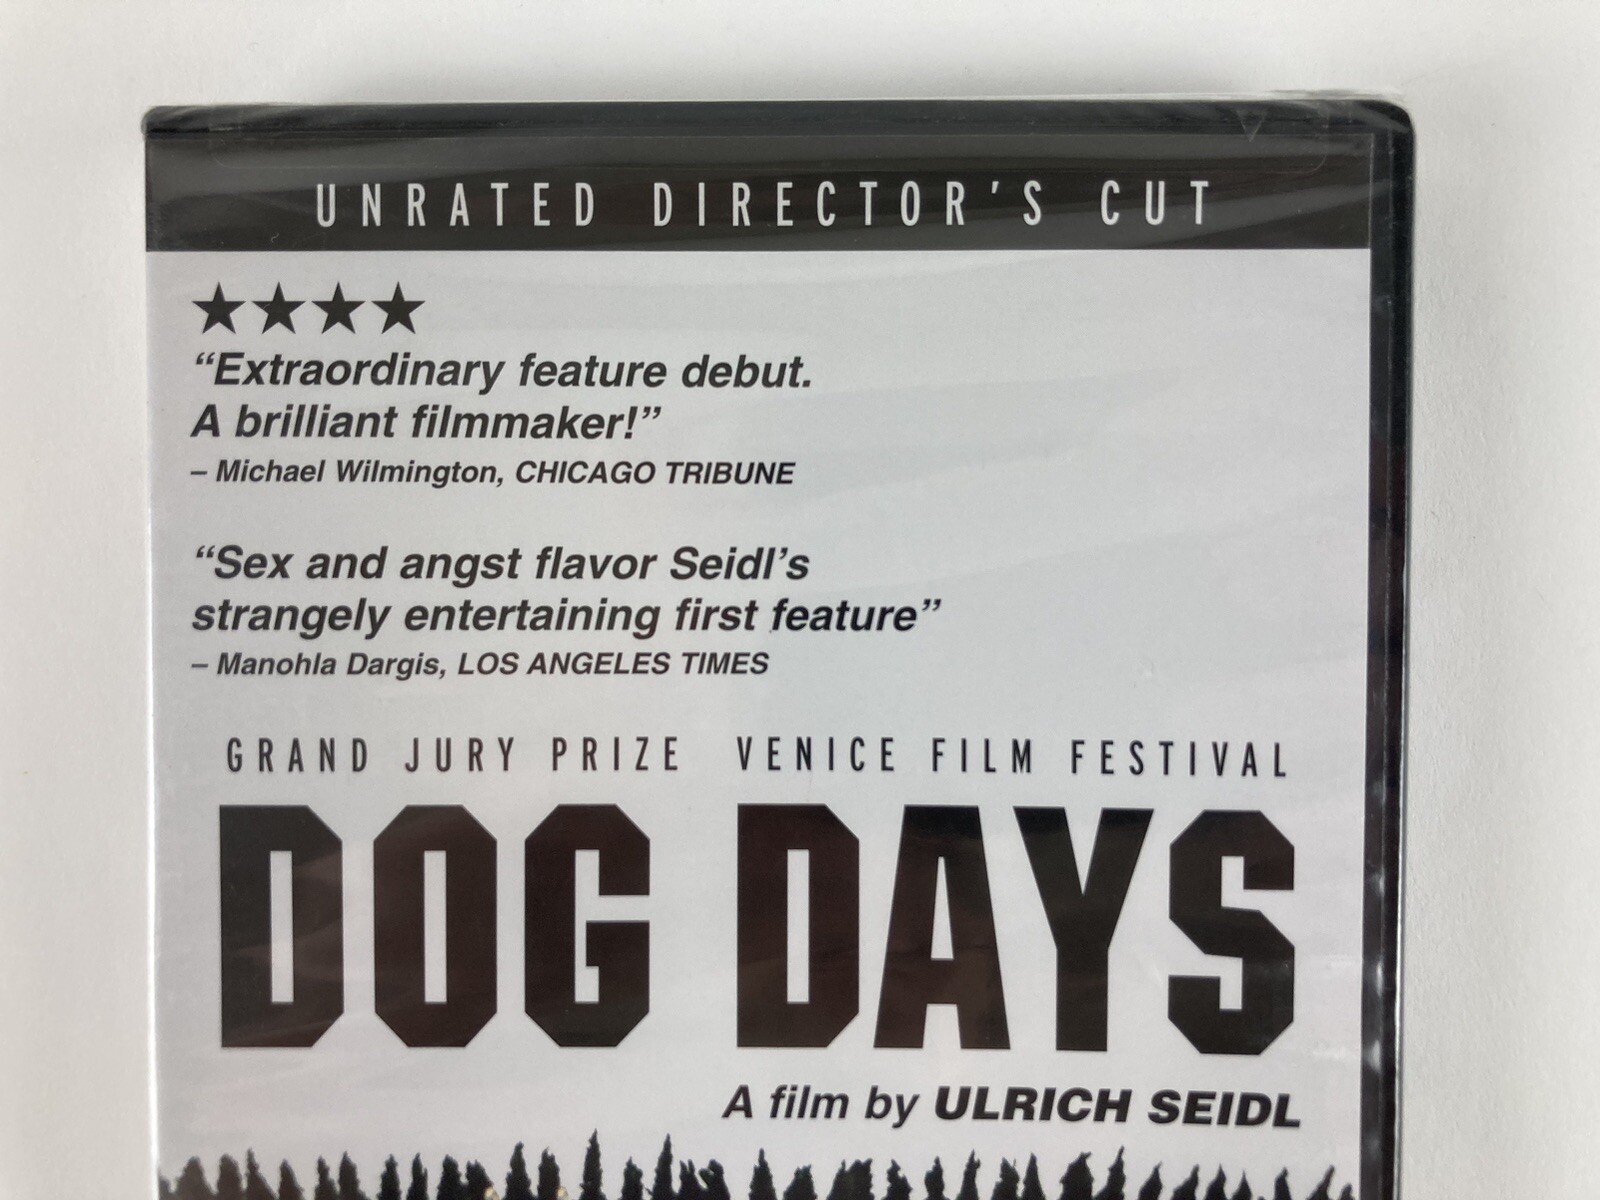 UNRATED DIRECTOR'S CUT
★★★★
“Extraordinary feature debut.
A brilliant filmmaker!”
– Michael Wilmington, CHICAGO TRIBUNE
“Sex and angst flavor Seidl’s
strangely entertaining first feature”
– Manohla Dargis, LOS ANGELES TIMES
GRAND JURY PRIZE VENICE FILM FESTIVAL
DOG DAYS
A film by ULRICH SEIDL